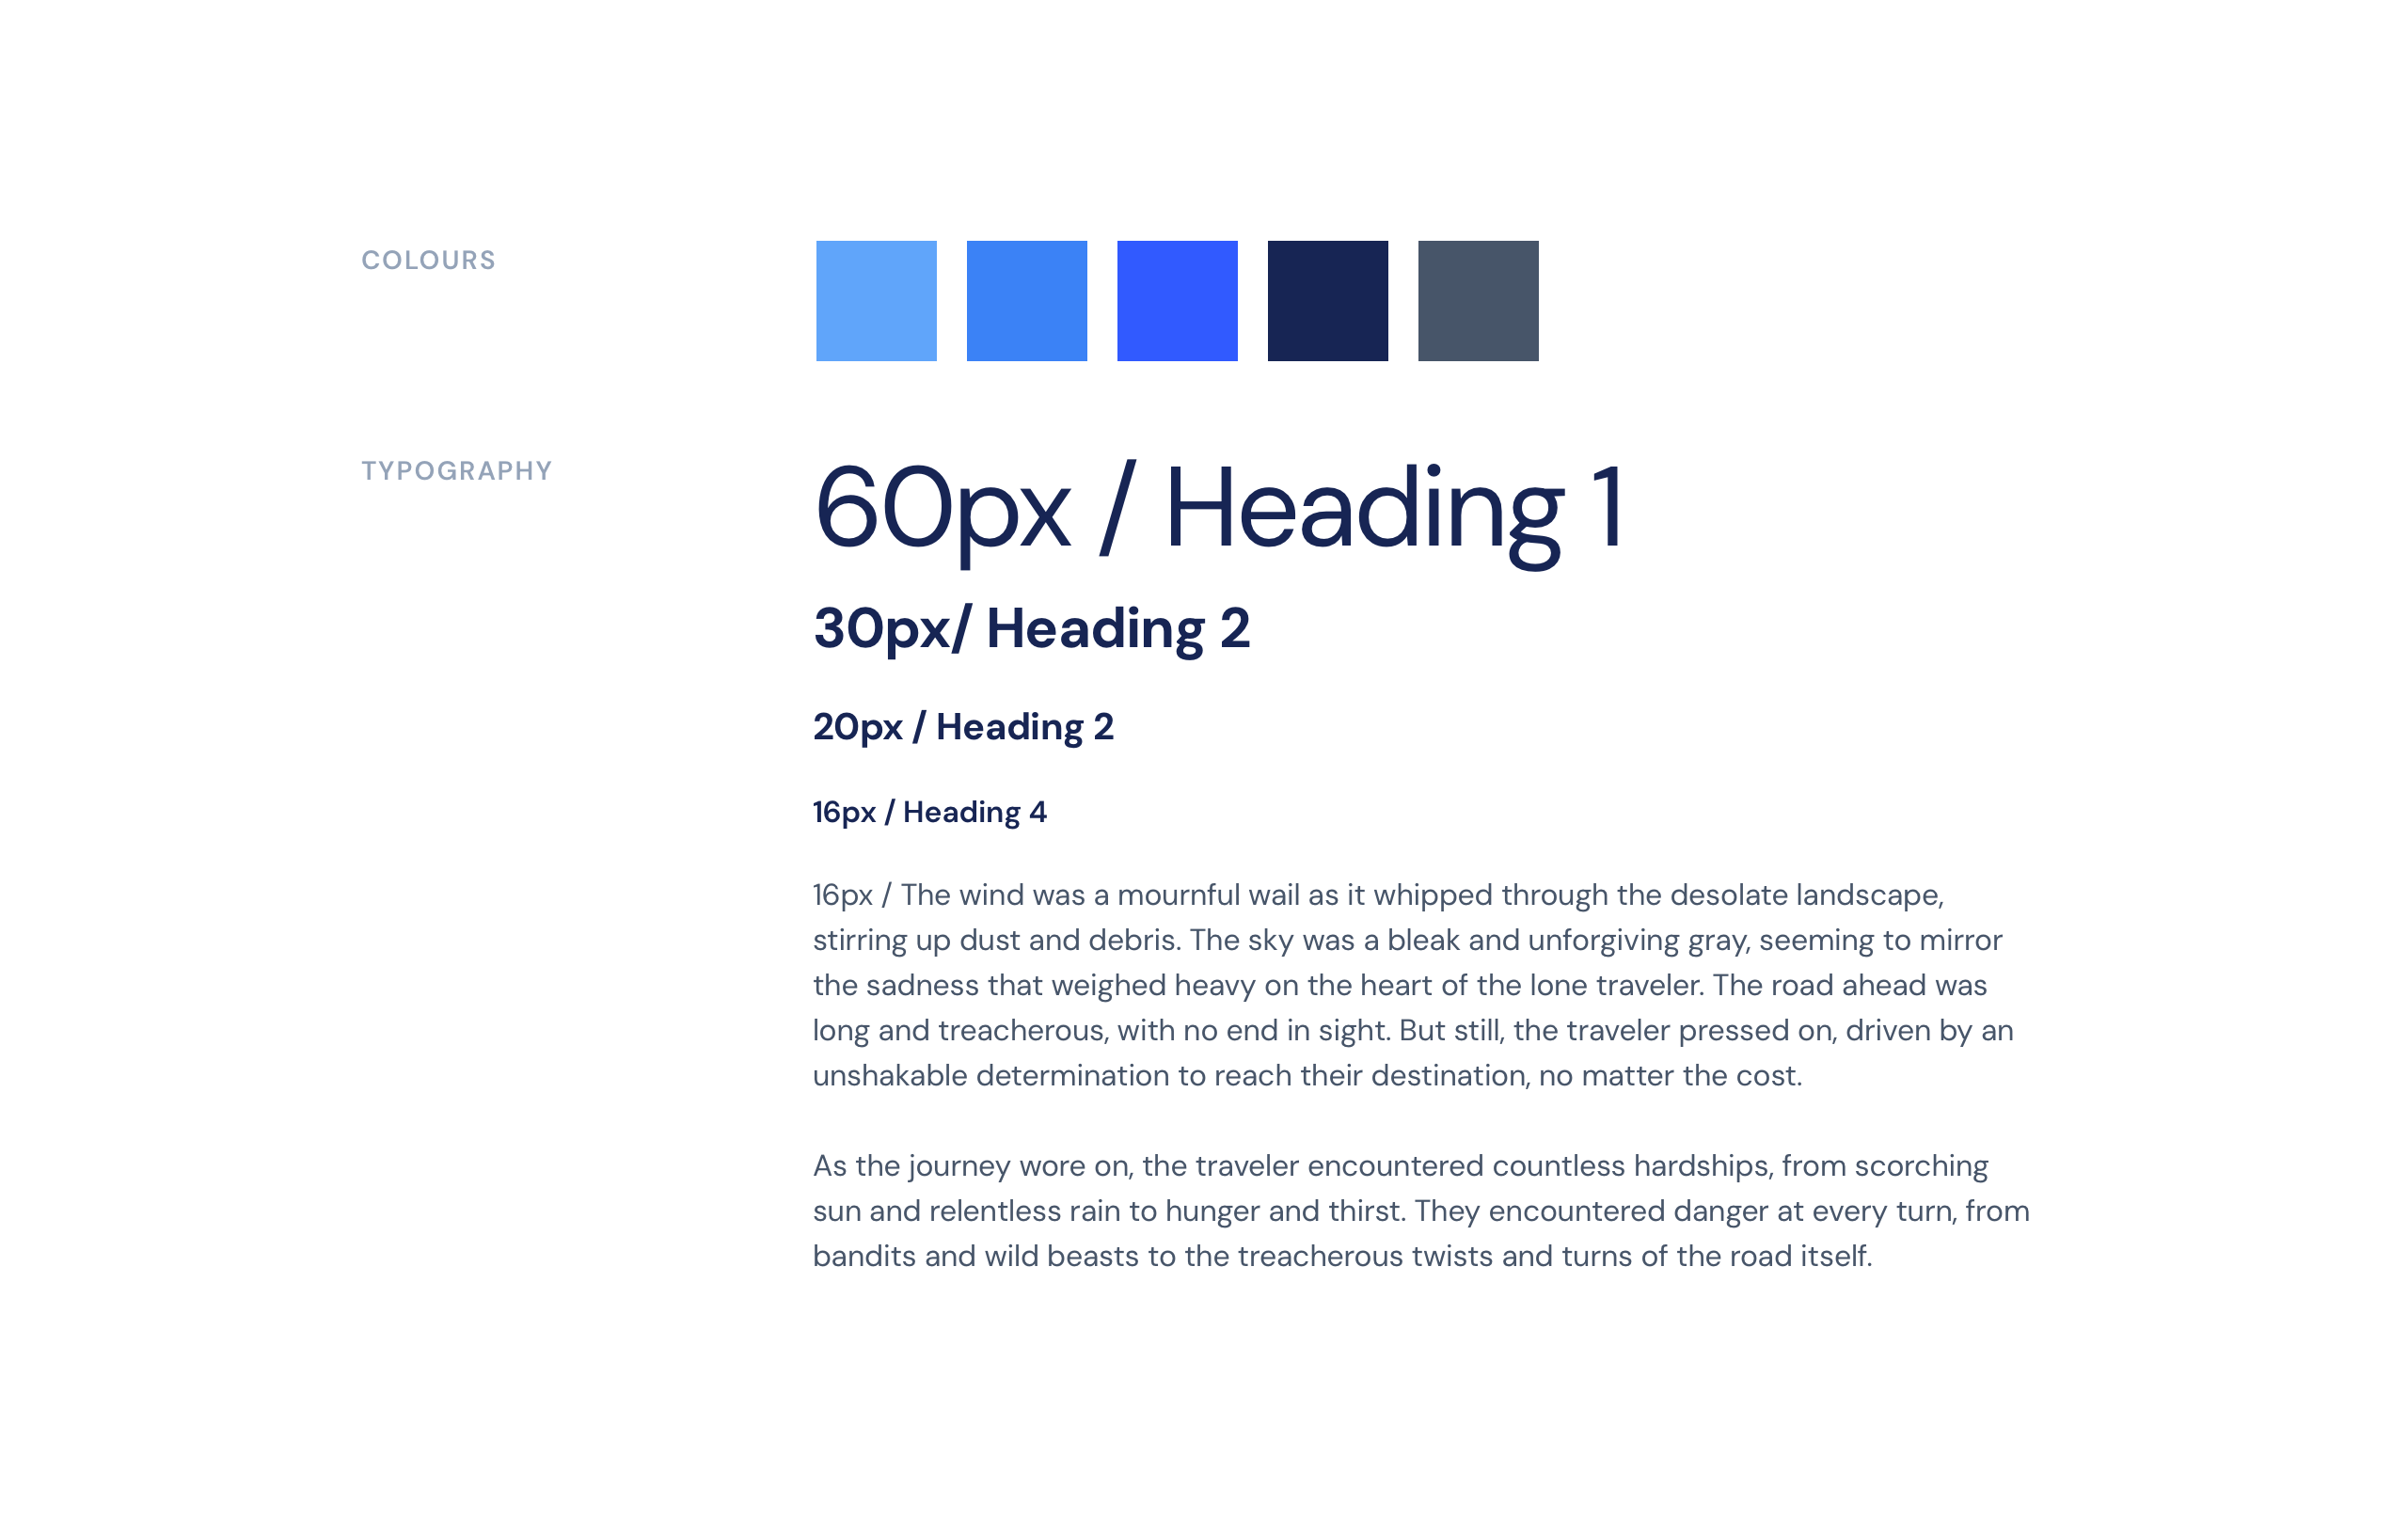 COLOURS
TYPOGRAPHY
60px / Heading 1
30px/ Heading 2
20px / Heading 2
16px / Heading 4
16px / The wind was a mournful wail as it whipped through the desolate landscape,
stirring up dust and debris. The sky was a bleak and unforgiving gray, seeming to mirror
the sadness that weighed heavy on the heart of the lone traveler. The road ahead was
long and treacherous, with no end in sight. But still, the traveler pressed on, driven by an
unshakable determination to reach their destination, no matter the cost.
As the journey wore on, the traveler encountered countless hardships, from scorching
sun and relentless rain to hunger and thirst. They encountered danger at every turn, from
bandits and wild beasts to the treacherous twists and turns of the road itself.